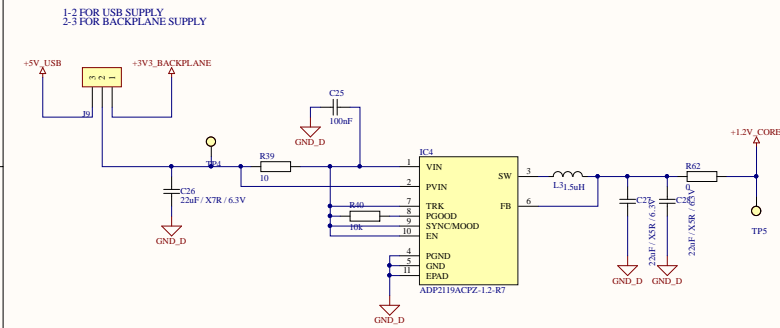 1-2 FOR USB SUPPLY
2-3 FOR BACKPLANE SUPPLY
+5V_USB
+3V3_BACKPLANE
3
2
1
J9
TP4
C26
22uF / X7R / 6.3V
GND_D
R39
10
C25
100nF
GND_D
R40
10k
IC4
1 VIN
2 PVIN
7 TRK
8 PGOOD
9 SYNC/MOOD
10 EN
4 PGND
5 GND
11 EPAD
SW 3
FB 6
ADP2119ACPZ-1.2-R7
GND_D
L3 1.5uH
C27
22uF / X5R / 6.3V
GND_D
C28
22uF / X5R / 6.3V
GND_D
R62
0
+1.2V_CORE
TP5